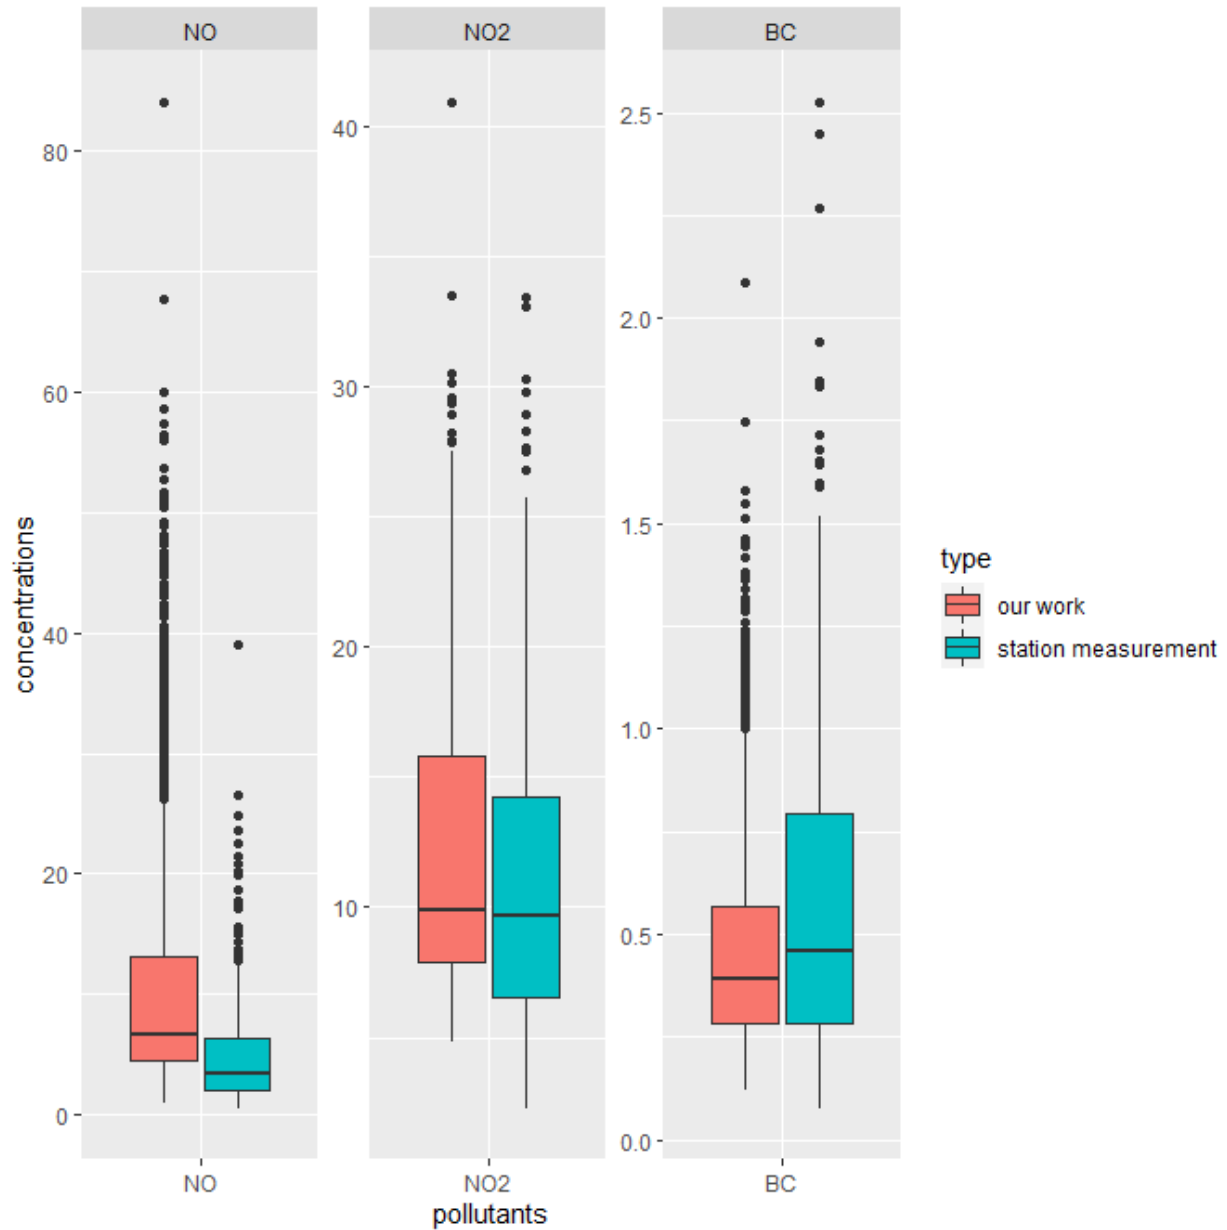 NO
NO2
BC
80
60
40
20
0
40
30
20
10
2.5
2.0
1.5
1.0
0.5
0.0
concentrations
NO
NO2
BC
pollutants
type
our work
station measurement